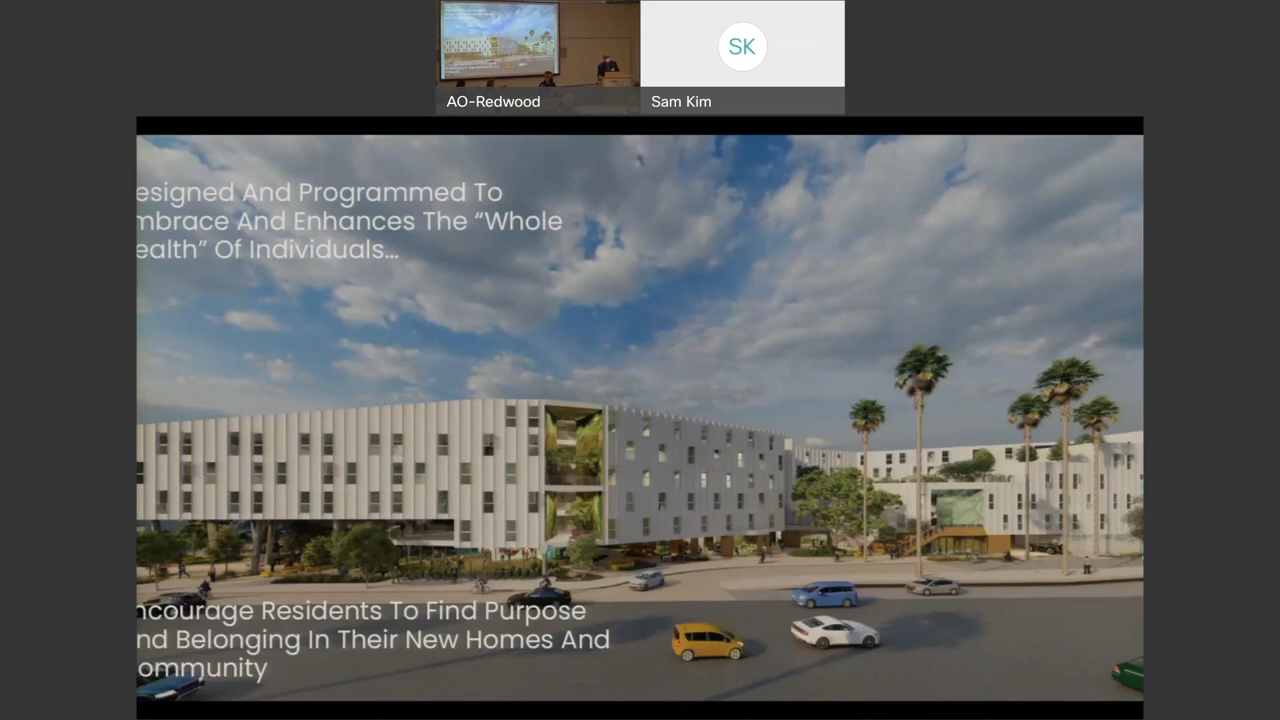 SK
AO-Redwood
Sam Kim
esigned And Programmed To
mbrace And Enhances The “Whole
ealth” Of Individuals...
ncourage Residents To Find Purpose
nd Belonging In Their New Homes And
ommunity